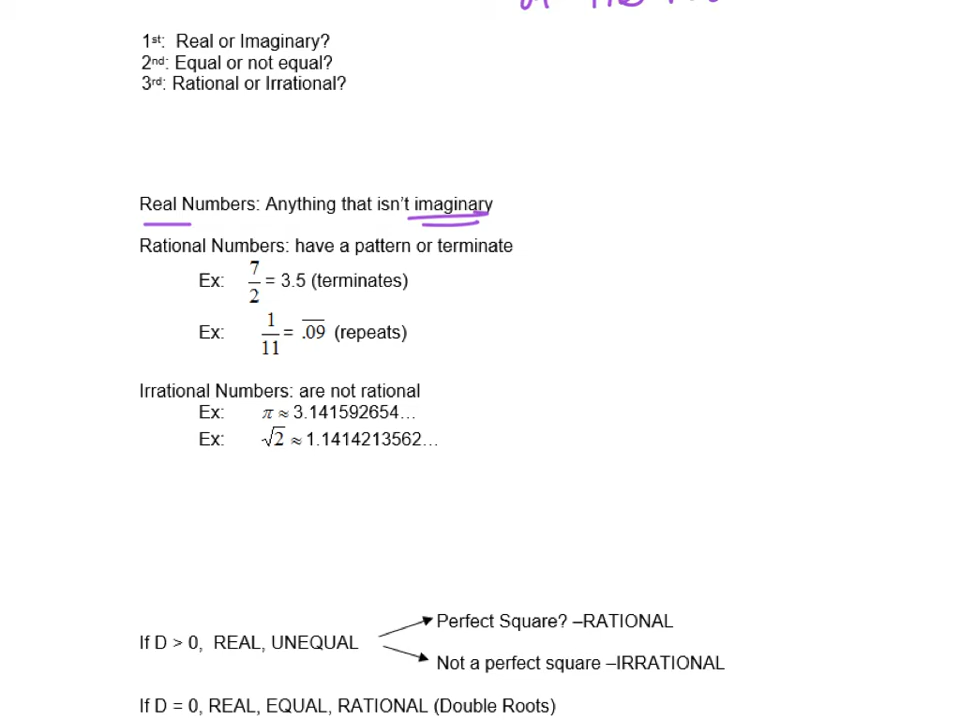 1st: Real or Imaginary?
2nd: Equal or not equal?
3rd: Rational or Irrational?
Real Numbers: Anything that isn't imaginary
Rational Numbers: have a pattern or terminate
Ex: 7/2 = 3.5 (terminates)
Ex: 1/11 = .0̅9̅ (repeats)
Irrational Numbers: are not rational
Ex: π ≈ 3.141592654...
Ex: √2 ≈ 1.1414213562...
If D > 0, REAL, UNEQUAL
Perfect Square? –RATIONAL
Not a perfect square –IRRATIONAL
If D = 0, REAL, EQUAL, RATIONAL (Double Roots)